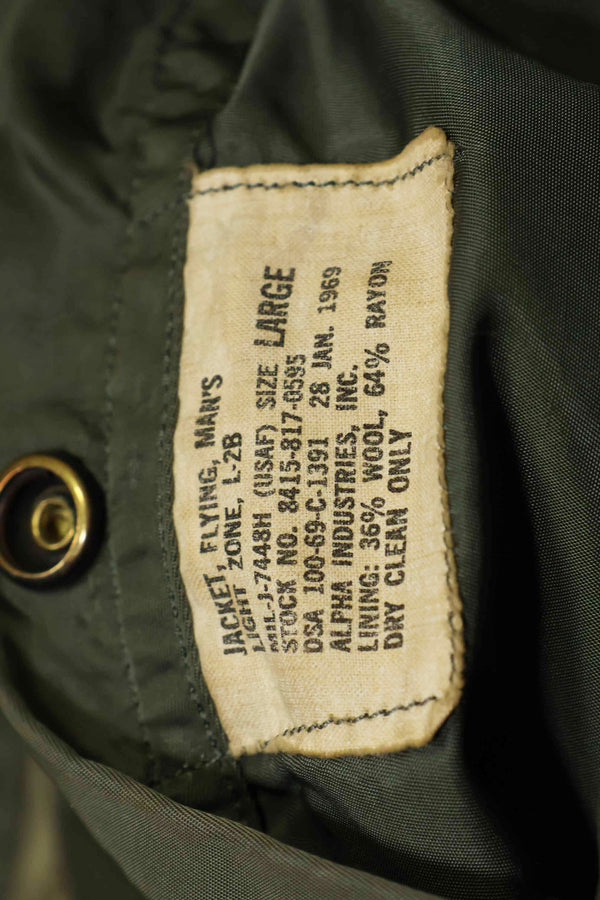 JACKET, FLYING, MAN'S
LIGHT ZONE, L-2B
MIL-J-7448H (USAF) SIZE LARGE
STOCK NO. 8415-817-0595
DSA 100-69-C-1391 28 JAN. 1969
ALPHA INDUSTRIES, INC.
LINING: 36% WOOL, 64% RAYON
DRY CLEAN ONLY